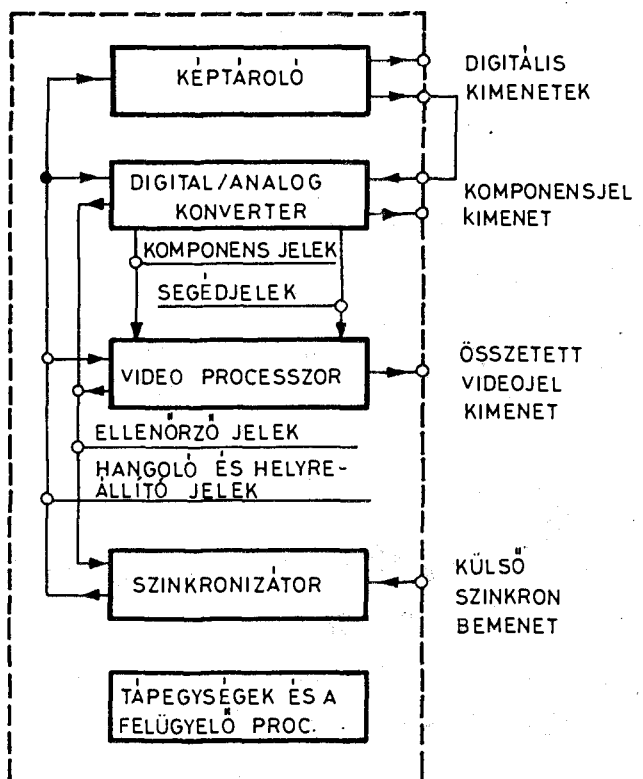 KÉPTÁROLÓ
DIGITÁLIS
KIMENETEK
DIGITAL/ANALOG
KONVERTER
KOMPONENSJEL
KIMENET
KOMPONENS JELEK
SEGÉDJELEK
VIDEO PROCESSZOR
ÖSSZETETT
VIDEOJEL
KIMENET
ELLENŐRZŐ JELEK
HANGOLÓ ÉS HELYRE-
ÁLLÍTÓ JELEK
SZINKRONIZÁTOR
KÜLSŐ
SZINKRON
BEMENET
TÁPEGYSÉGEK ÉS A
FELÜGYELŐ PROC.